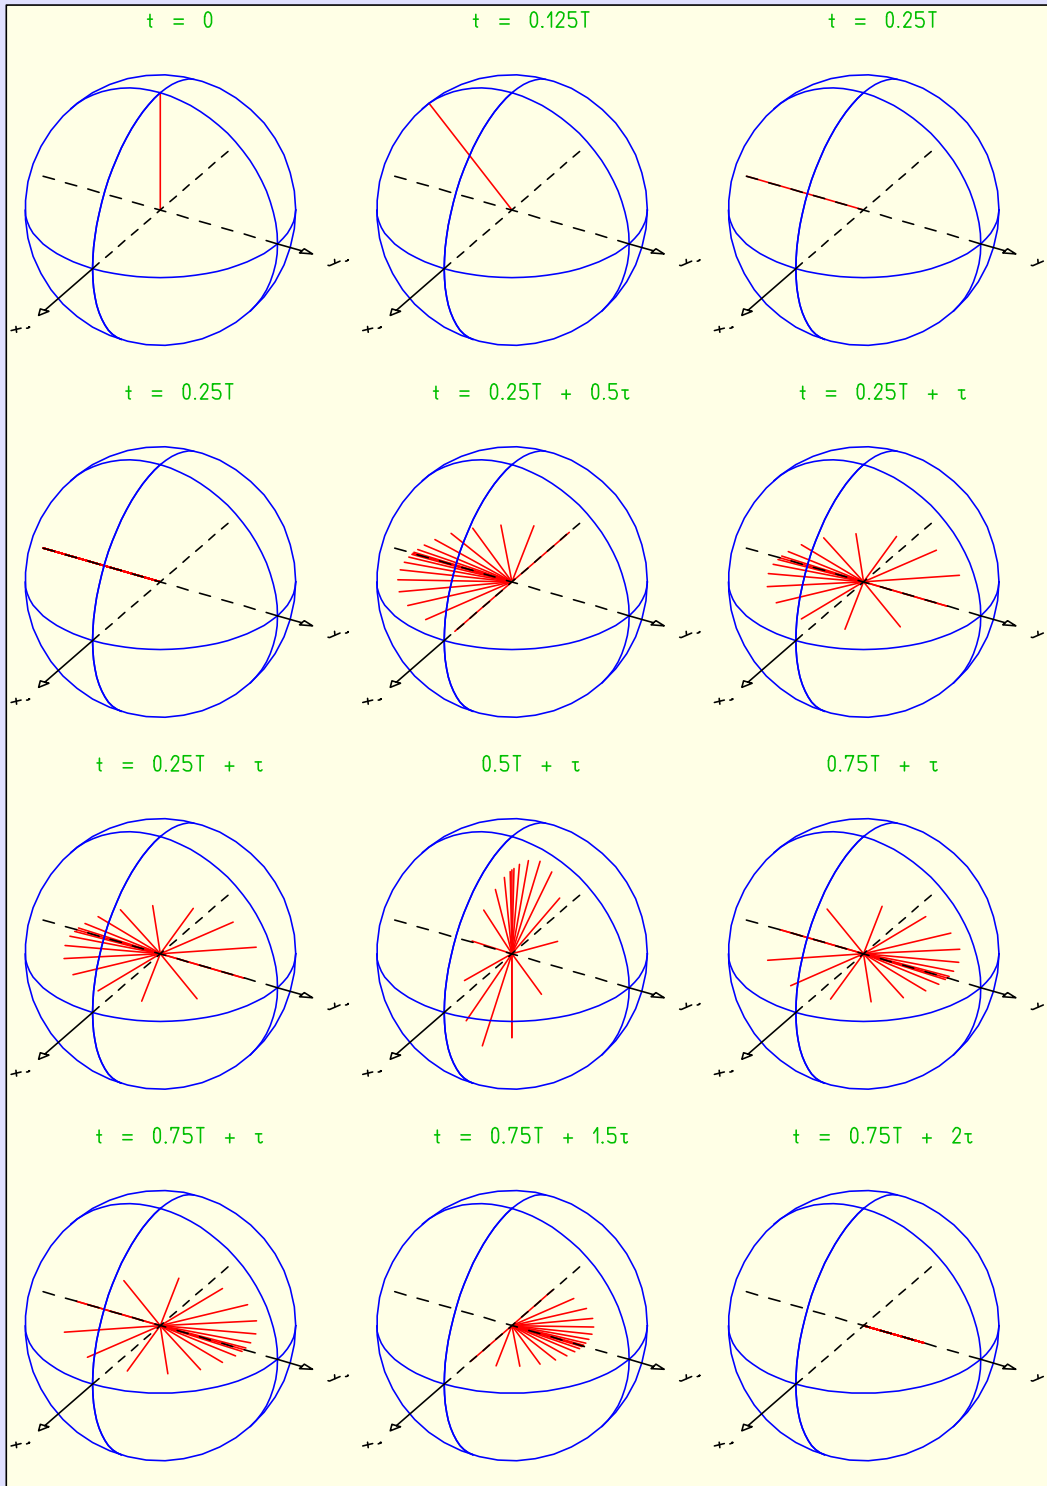 t = 0
t = 0.125T
t = 0.25T
x'
y'
x'
y'
x'
y'
t = 0.25T
t = 0.25T + 0.5τ
t = 0.25T + τ
x'
y'
x'
y'
x'
y'
t = 0.25T + τ
0.5T + τ
0.75T + τ
x'
y'
x'
y'
x'
y'
t = 0.75T + τ
t = 0.75T + 1.5τ
t = 0.75T + 2τ
x'
y'
x'
y'
x'
y'